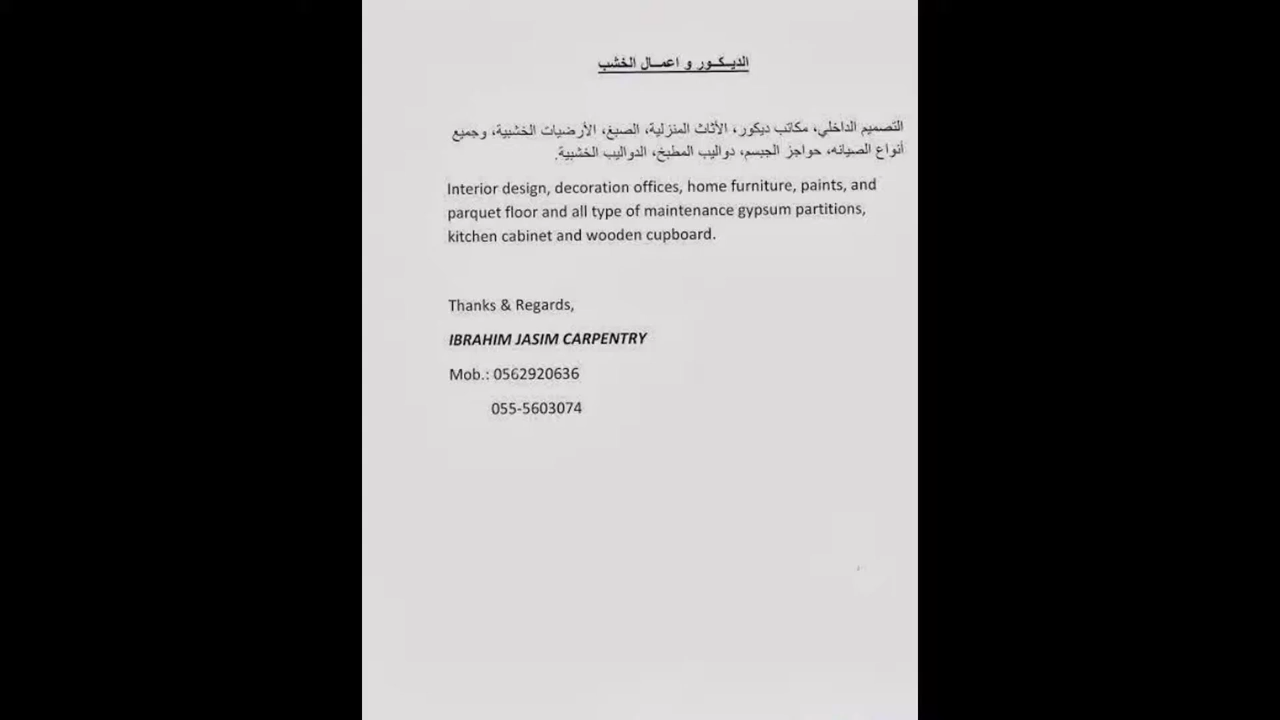 الديكور و اعمال الخشب
التصميم الداخلي، مكاتب ديكور، الأثاث المنزلية، الصبغ، الأرضيات الخشبية، وجميع
أنواع الصيانه، حواجز الجبسم، دواليب المطبخ، الدواليب الخشبية.
Interior design, decoration offices, home furniture, paints, and
parquet floor and all type of maintenance gypsum partitions,
kitchen cabinet and wooden cupboard.
Thanks & Regards,
IBRAHIM JASIM CARPENTRY
Mob.: 0562920636
055-5603074